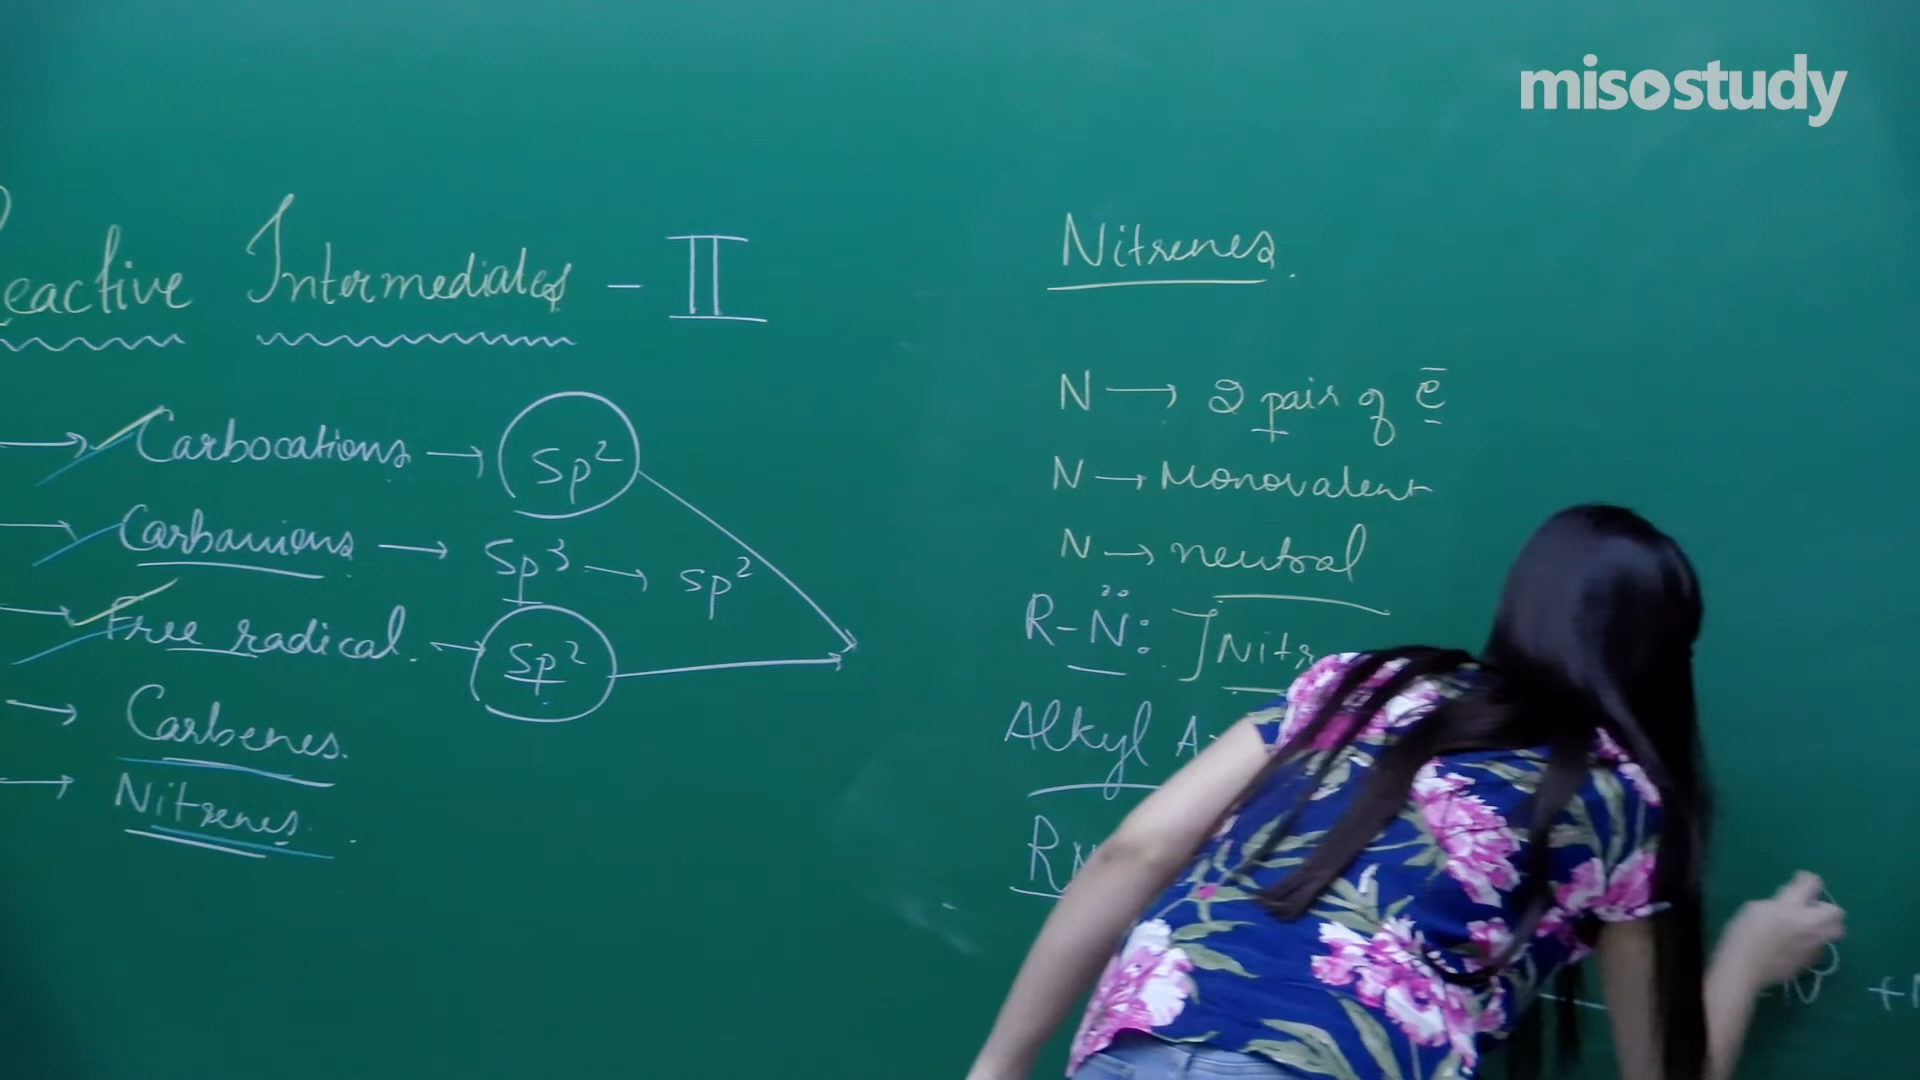 misostudy
Reactive Intermediates - II
→ Carbocations → sp²
→ Carbanions → sp³ → sp²
→ Free radical. → sp²
→ Carbenes.
→ Nitrenes.
Nitrenes.
N → 2 pair of e̅
N → Monovalent
N → neutral
R-N̈: ]Nitr
Alkyl A
R